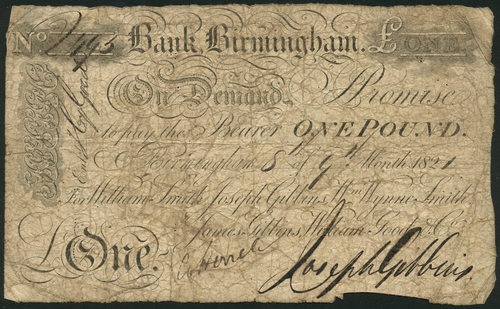 No 2493 Bank Birmingham. £ONE
On Demand, I Promise
to pay the Bearer ONE POUND.
Birmingham 8th of 9th Month 1821
For William Smith Joseph Gibbins, Wm Wynne Smith
James Gibbins, William Goode & Co.
£One.
Joseph Gibbins.